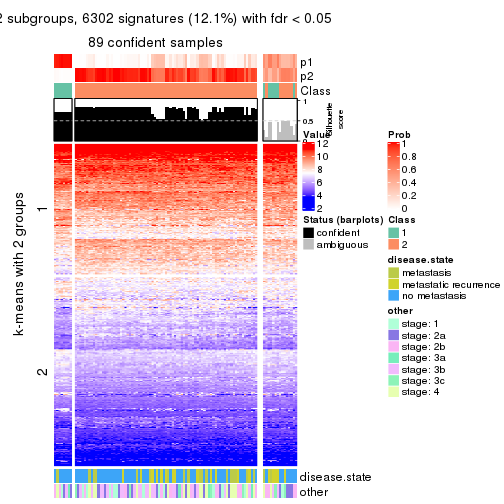 2 subgroups, 6302 signatures (12.1%) with fdr < 0.05
89 confident samples
p1
p2
Class
1
0.5
0
Silhouette
score
k-means with 2 groups
1
2
Value
12
10
8
6
4
2
Prob
1
0.8
0.6
0.4
0.2
0
Status (barplots)
confident
ambiguous
Class
1
2
disease.state
metastasis
metastatic recurrence
no metastasis
other
stage: 1
stage: 2a
stage: 2b
stage: 3a
stage: 3b
stage: 3c
stage: 4
disease.state
other